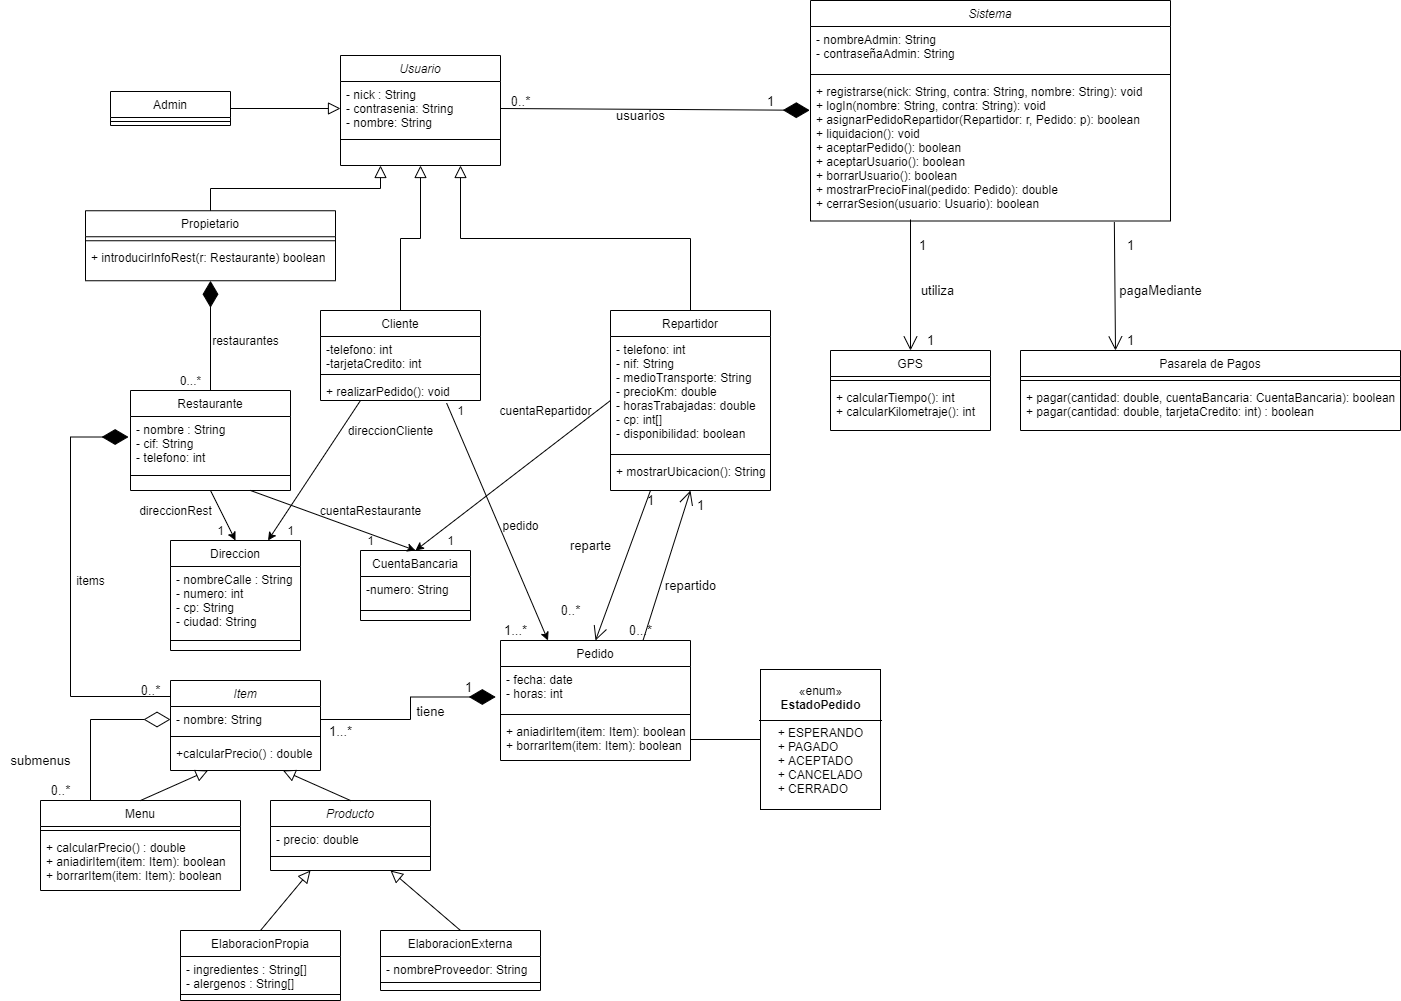 Sistema
- nombreAdmin: String
- contraseñaAdmin: String
+ registrarse(nick: String, contra: String, nombre: String): void
+ logIn(nombre: String, contra: String): void
+ asignarPedidoRepartidor(Repartidor: r, Pedido: p): boolean
+ liquidacion(): void
+ aceptarPedido(): boolean
+ aceptarUsuario(): boolean
+ borrarUsuario(): boolean
+ mostrarPrecioFinal(pedido: Pedido): double
+ cerrarSesion(usuario: Usuario): boolean
Usuario
- nick : String
- contrasenia: String
- nombre: String
0..*
1
usuarios
Admin
Propietario
+ introducirInfoRest(r: Restaurante) boolean
1
utiliza
1
1
pagaMediante
1
restaurantes
0...*
Cliente
-telefono: int
-tarjetaCredito: int
+ realizarPedido(): void
Repartidor
- telefono: int
- nif: String
- medioTransporte: String
- precioKm: double
- horasTrabajadas: double
- cp: int[]
- disponibilidad: boolean
+ mostrarUbicacion(): String
GPS
+ calcularTiempo(): int
+ calcularKilometraje(): int
Pasarela de Pagos
+ pagar(cantidad: double, cuentaBancaria: CuentaBancaria): boolean
+ pagar(cantidad: double, tarjetaCredito: int) : boolean
Restaurante
- nombre : String
- cif: String
- telefono: int
direccionCliente
1
cuentaRepartidor
direccionRest
1
1
cuentaRestaurante
1
1
pedido
1...*
1
reparte
0..*
1
repartido
0...*
items
0..*
Direccion
- nombreCalle : String
- numero: int
- cp: String
- ciudad: String
CuentaBancaria
-numero: String
Pedido
- fecha: date
- horas: int
+ aniadirItem(item: Item): boolean
+ borrarItem(item: Item): boolean
1
tiene
1...*
«enum»
EstadoPedido
+ ESPERANDO
+ PAGADO
+ ACEPTADO
+ CANCELADO
+ CERRADO
Item
- nombre: String
+calcularPrecio() : double
submenus
0..*
Menu
+ calcularPrecio() : double
+ aniadirItem(item: Item): boolean
+ borrarItem(item: Item): boolean
Producto
- precio: double
ElaboracionPropia
- ingredientes : String[]
- alergenos : String[]
ElaboracionExterna
- nombreProveedor: String